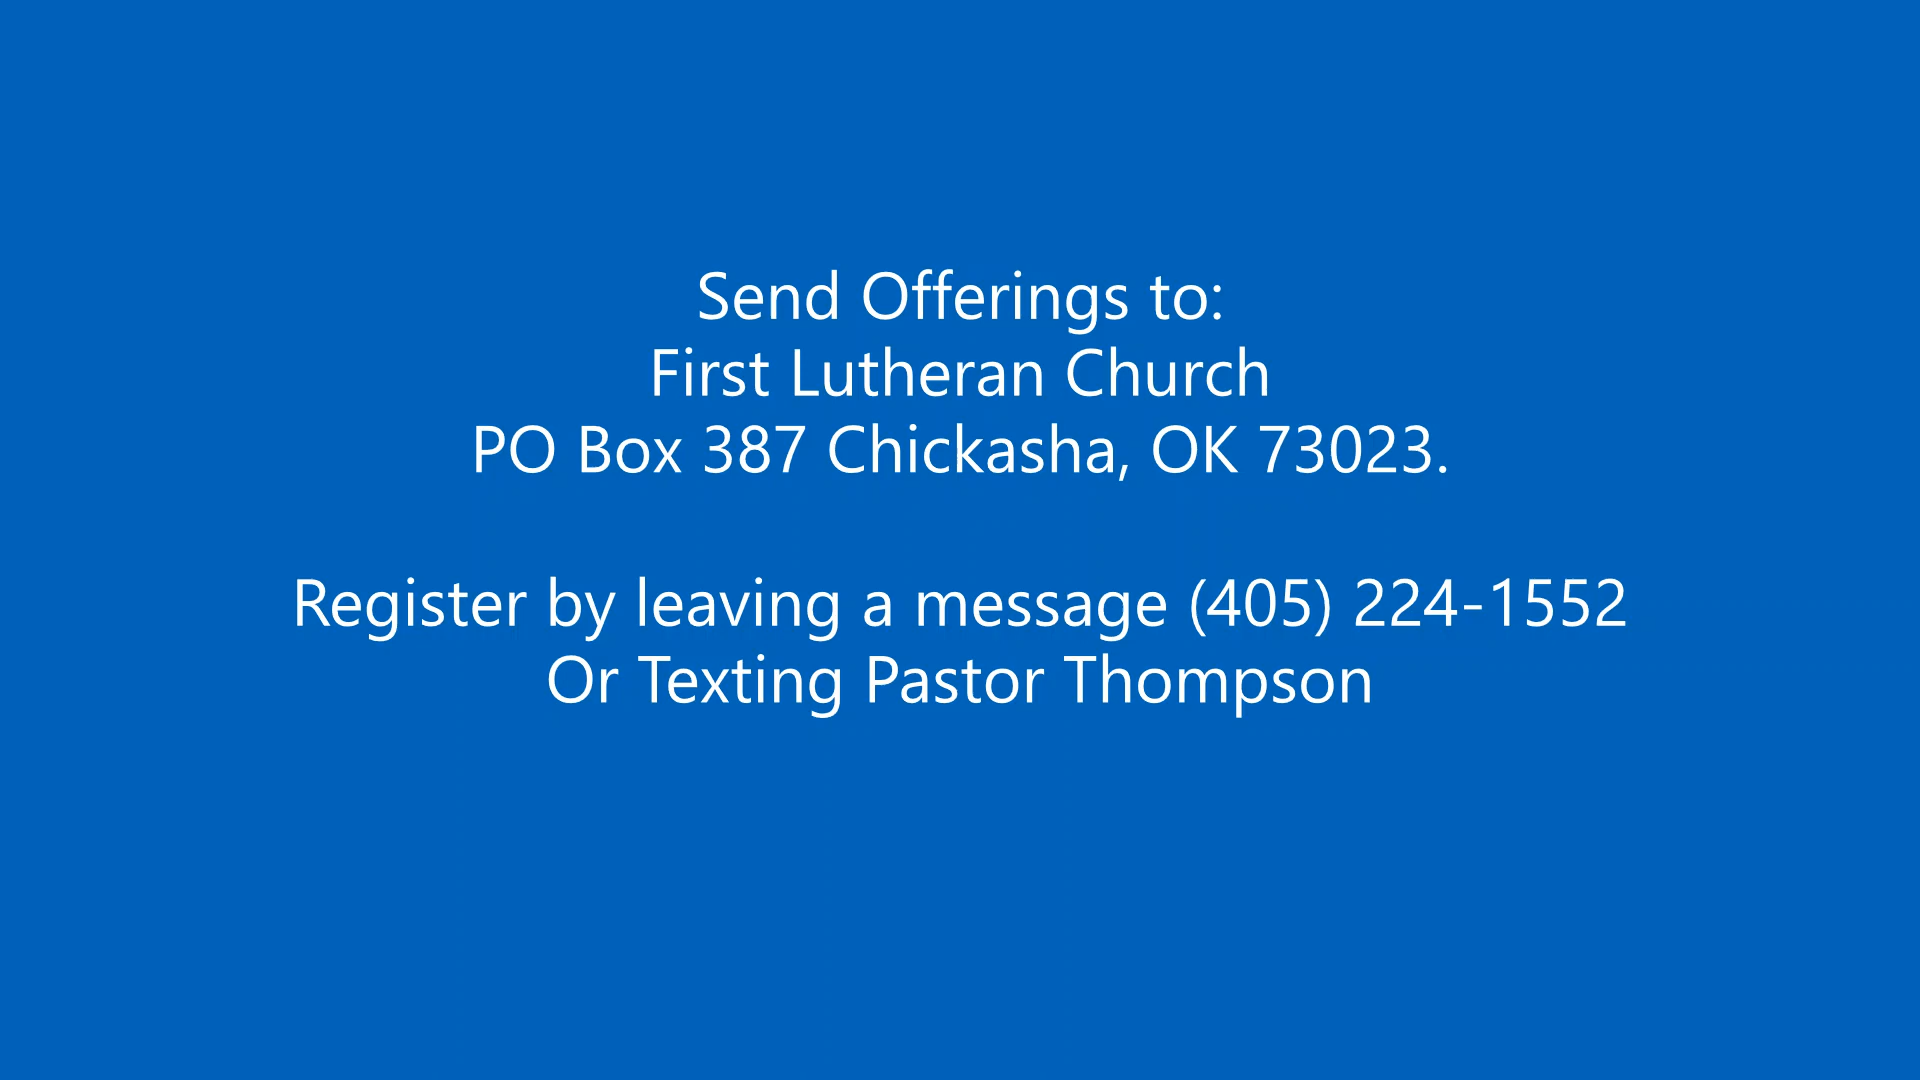 Send Offerings to:
First Lutheran Church
PO Box 387 Chickasha, OK 73023.
Register by leaving a message (405) 224-1552
Or Texting Pastor Thompson